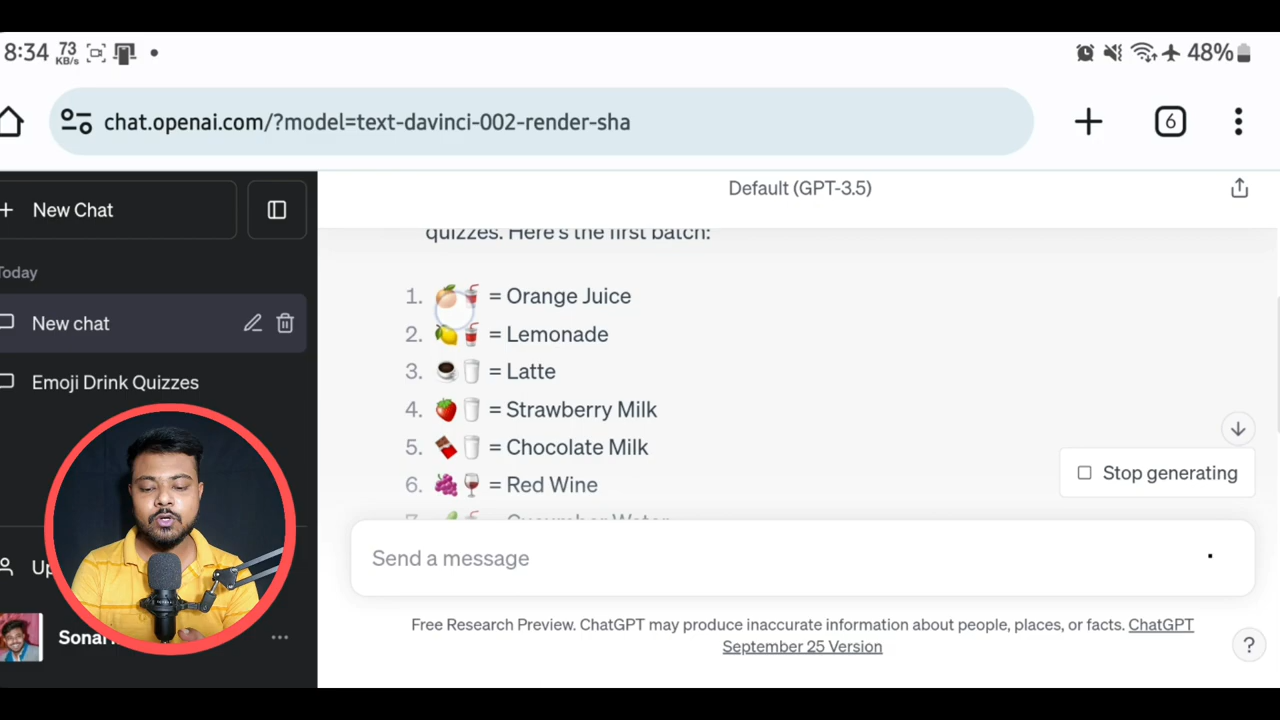 8:34 73 KB/s 48%
chat.openai.com/?model=text-davinci-002-render-sha 6
New Chat
Default (GPT-3.5)
quizzes. Here's the first batch:
Today
1. 🍊🥤 = Orange Juice
New chat
2. 🍋🥤 = Lemonade
3. ☕🥛 = Latte
Emoji Drink Quizzes
4. 🍓🥛 = Strawberry Milk
5. 🍫🥛 = Chocolate Milk
Stop generating
6. 🍇🍷 = Red Wine
7. 🥒🥤 = Cucumber Water
Send a message
Free Research Preview. ChatGPT may produce inaccurate information about people, places, or facts. ChatGPT
September 25 Version
?